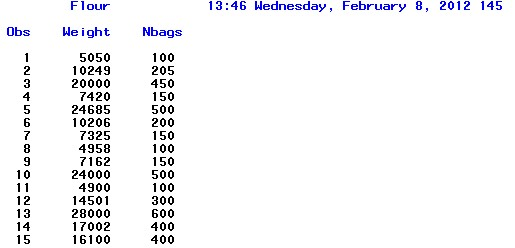 Flour 13:46 Wednesday, February 8, 2012 145
Obs Weight Nbags
1 5050 100
2 10249 205
3 20000 450
4 7420 150
5 24685 500
6 10206 200
7 7325 150
8 4958 100
9 7162 150
10 24000 500
11 4900 100
12 14501 300
13 28000 600
14 17002 400
15 16100 400